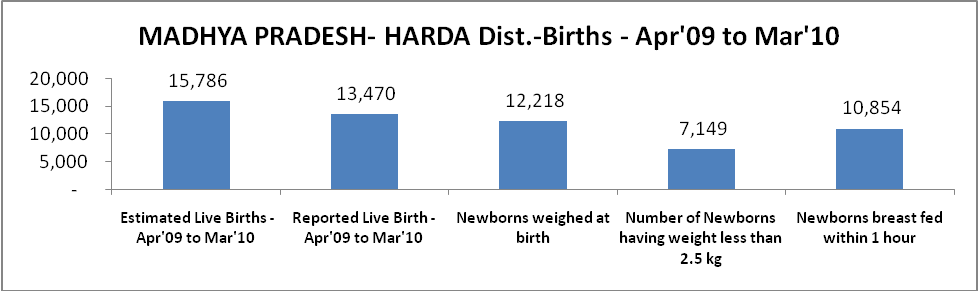 MADHYA PRADESH- HARDA Dist.-Births - Apr'09 to Mar'10
20,000
15,000
10,000
5,000
-
15,786
13,470
12,218
7,149
10,854
Estimated Live Births -
Apr'09 to Mar'10
Reported Live Birth -
Apr'09 to Mar'10
Newborns weighed at
birth
Number of Newborns
having weight less than
2.5 kg
Newborns breast fed
within 1 hour